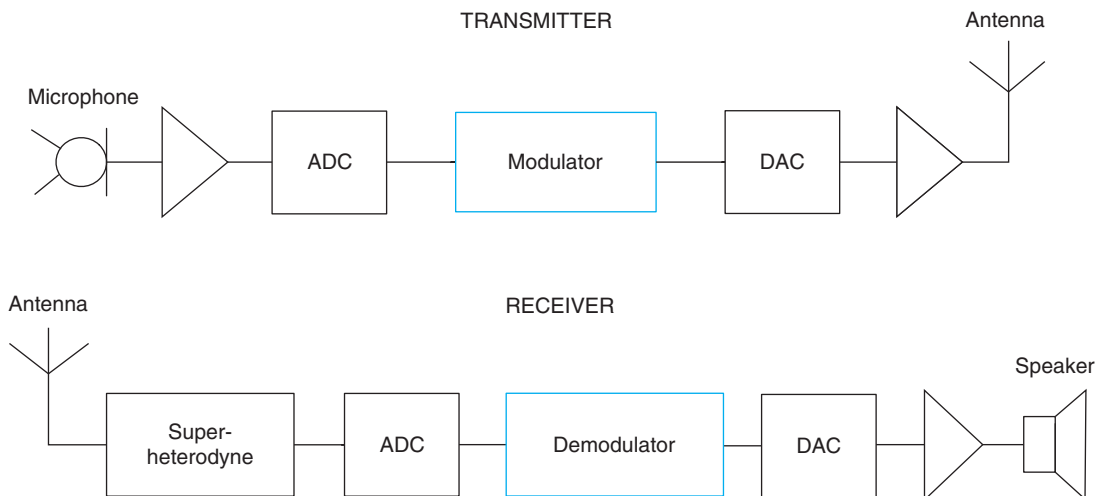 TRANSMITTER
Antenna
Microphone
ADC
Modulator
DAC
Antenna
RECEIVER
Speaker
Super-
heterodyne
ADC
Demodulator
DAC